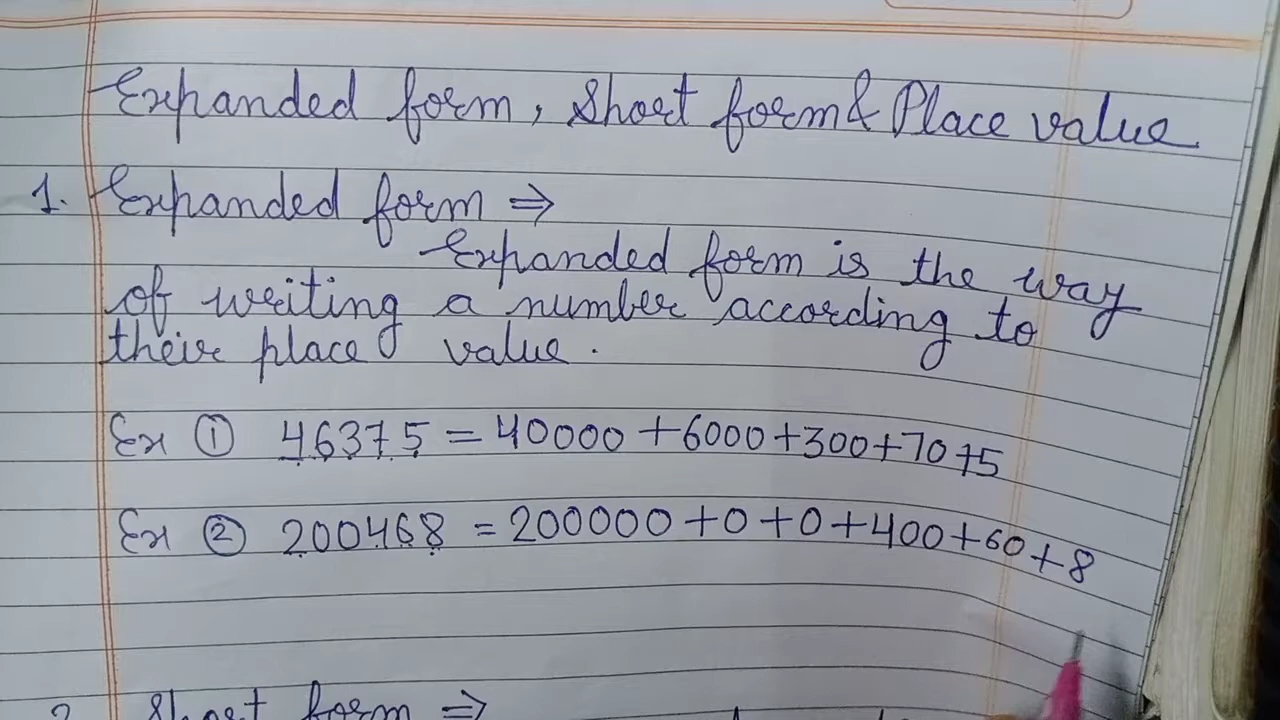 Expanded form, Short form & Place value
1. Expanded form ⇒
Expanded form is the way
of writing a number according to
their place value.
Ex ① 46375 = 40000 + 6000 + 300 + 70 + 5
Ex ② 200468 = 200000 + 0 + 0 + 400 + 60 + 8
2. Short form ⇒